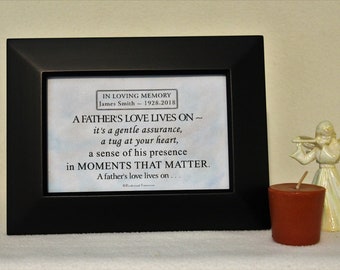 IN LOVING MEMORY
James Smith ~ 1928-2018
A FATHER'S LOVE LIVES ON ~
it's a gentle assurance,
a tug at your heart,
a sense of his presence
in MOMENTS THAT MATTER.
A father's love lives on . . .